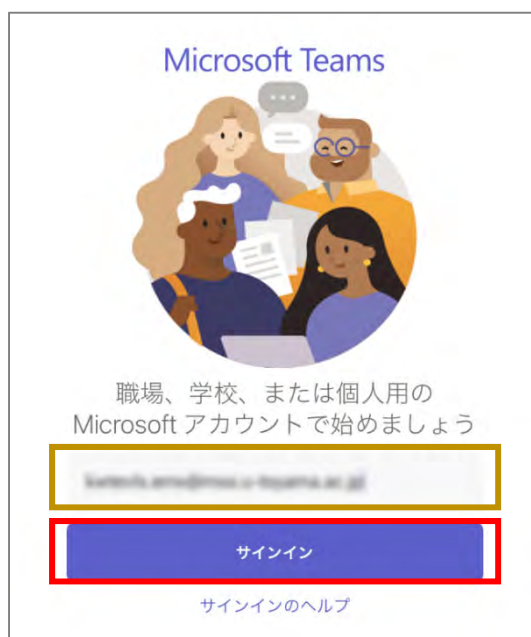 Microsoft Teams
職場、学校、または個人用の
Microsoft アカウントで始めましょう
サインイン
サインインのヘルプ